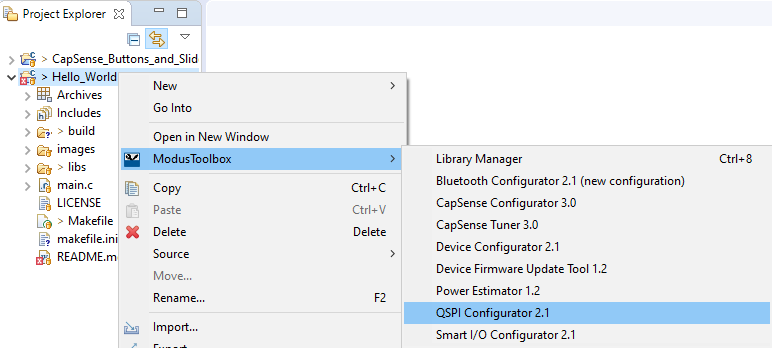 Project Explorer
> CapSense_Buttons_and_Slid
> Hello_World
Archives
Includes
> build
images
> libs
main.c
LICENSE
> Makefile
makefile.ini
README.m
New
Go Into
Open in New Window
ModusToolbox
Copy Ctrl+C
Paste Ctrl+V
Delete Delete
Source
Move...
Rename... F2
Import...
Export
Library Manager Ctrl+8
Bluetooth Configurator 2.1 (new configuration)
CapSense Configurator 3.0
CapSense Tuner 3.0
Device Configurator 2.1
Device Firmware Update Tool 1.2
Power Estimator 1.2
QSPI Configurator 2.1
Smart I/O Configurator 2.1